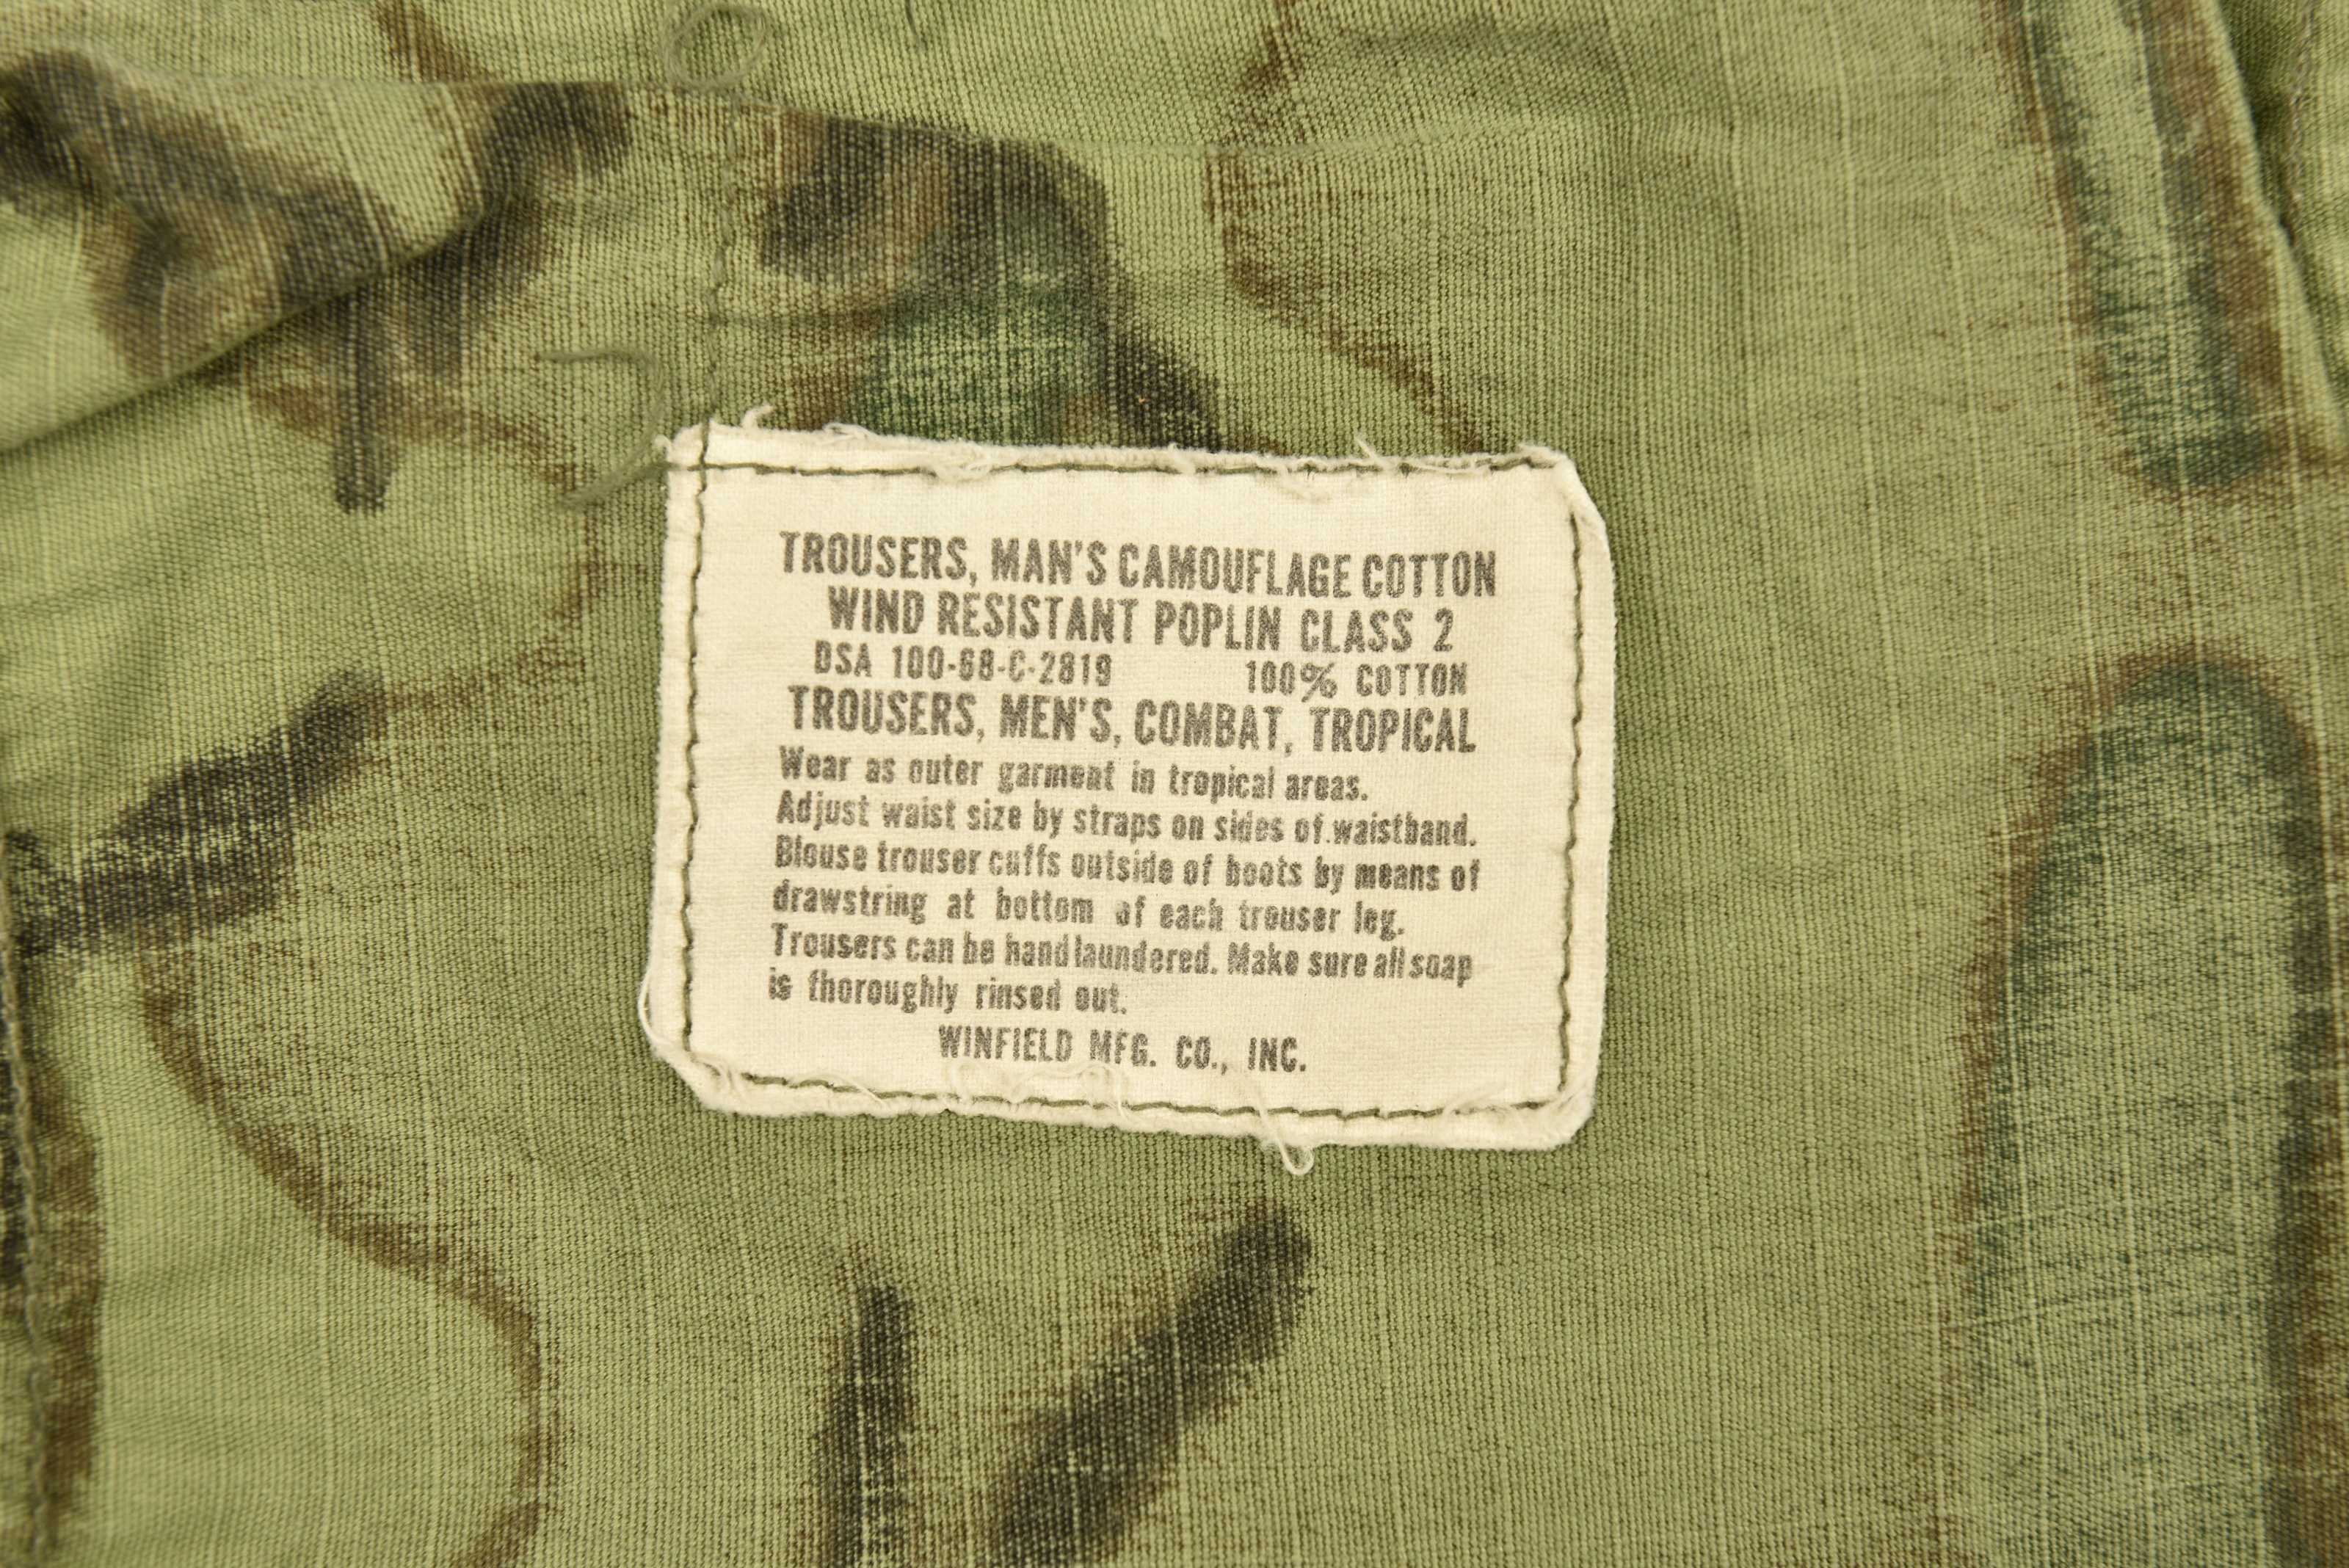 TROUSERS, MAN'S CAMOUFLAGE COTTON
WIND RESISTANT POPLIN CLASS 2
DSA 100-68-C-2819 100% COTTON
TROUSERS, MEN'S, COMBAT, TROPICAL
Wear as outer garment in tropical areas.
Adjust waist size by straps on sides of waistband.
Blouse trouser cuffs outside of boots by means of
drawstring at bottom of each trouser leg.
Trousers can be hand laundered. Make sure all soap
is thoroughly rinsed out.
WINFIELD MFG. CO., INC.